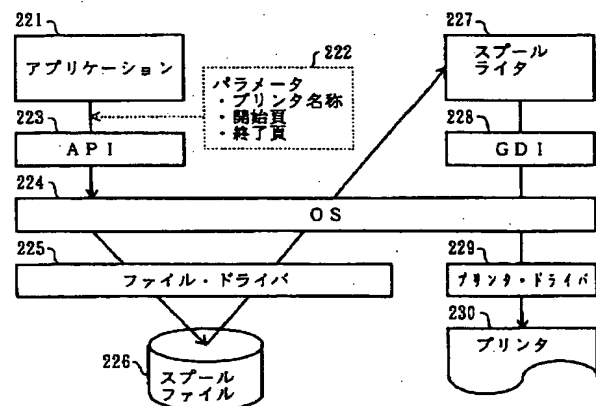 221
アプリケーション
222
パラメータ
・プリンタ名称
・開始頁
・終了頁
227
スプール
ライタ
223
API
228
GDI
224
OS
225
ファイル・ドライバ
229
プリンタ・ドライバ
226
スプール
ファイル
230
プリンタ